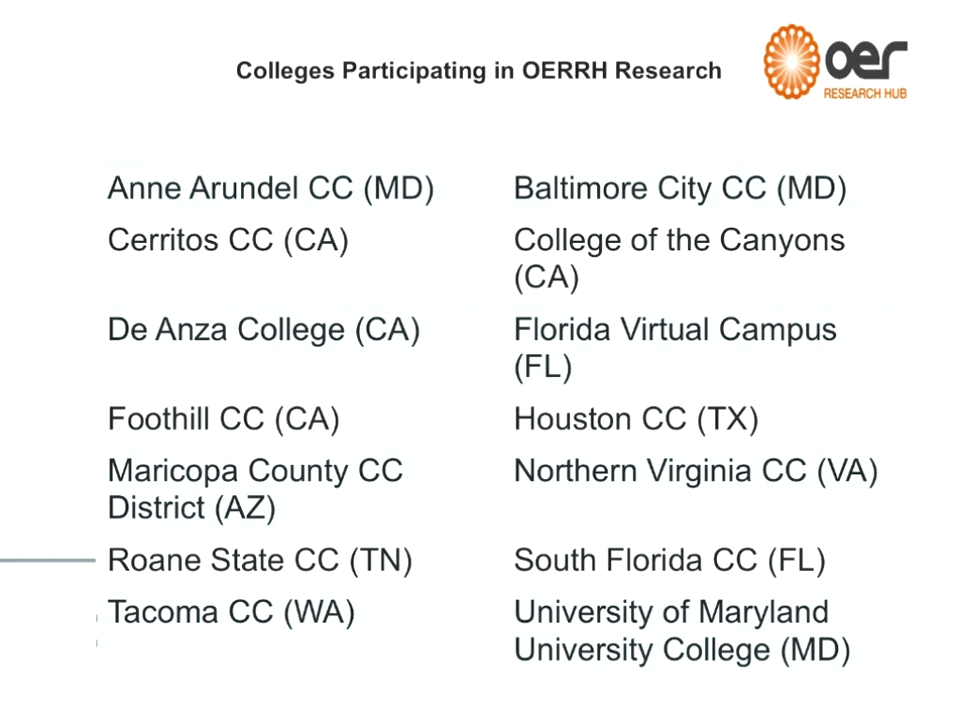 Colleges Participating in OERRH Research
oer
RESEARCH HUB
Anne Arundel CC (MD)
Baltimore City CC (MD)
Cerritos CC (CA)
College of the Canyons
(CA)
De Anza College (CA)
Florida Virtual Campus
(FL)
Foothill CC (CA)
Houston CC (TX)
Maricopa County CC
District (AZ)
Northern Virginia CC (VA)
Roane State CC (TN)
South Florida CC (FL)
Tacoma CC (WA)
University of Maryland
University College (MD)